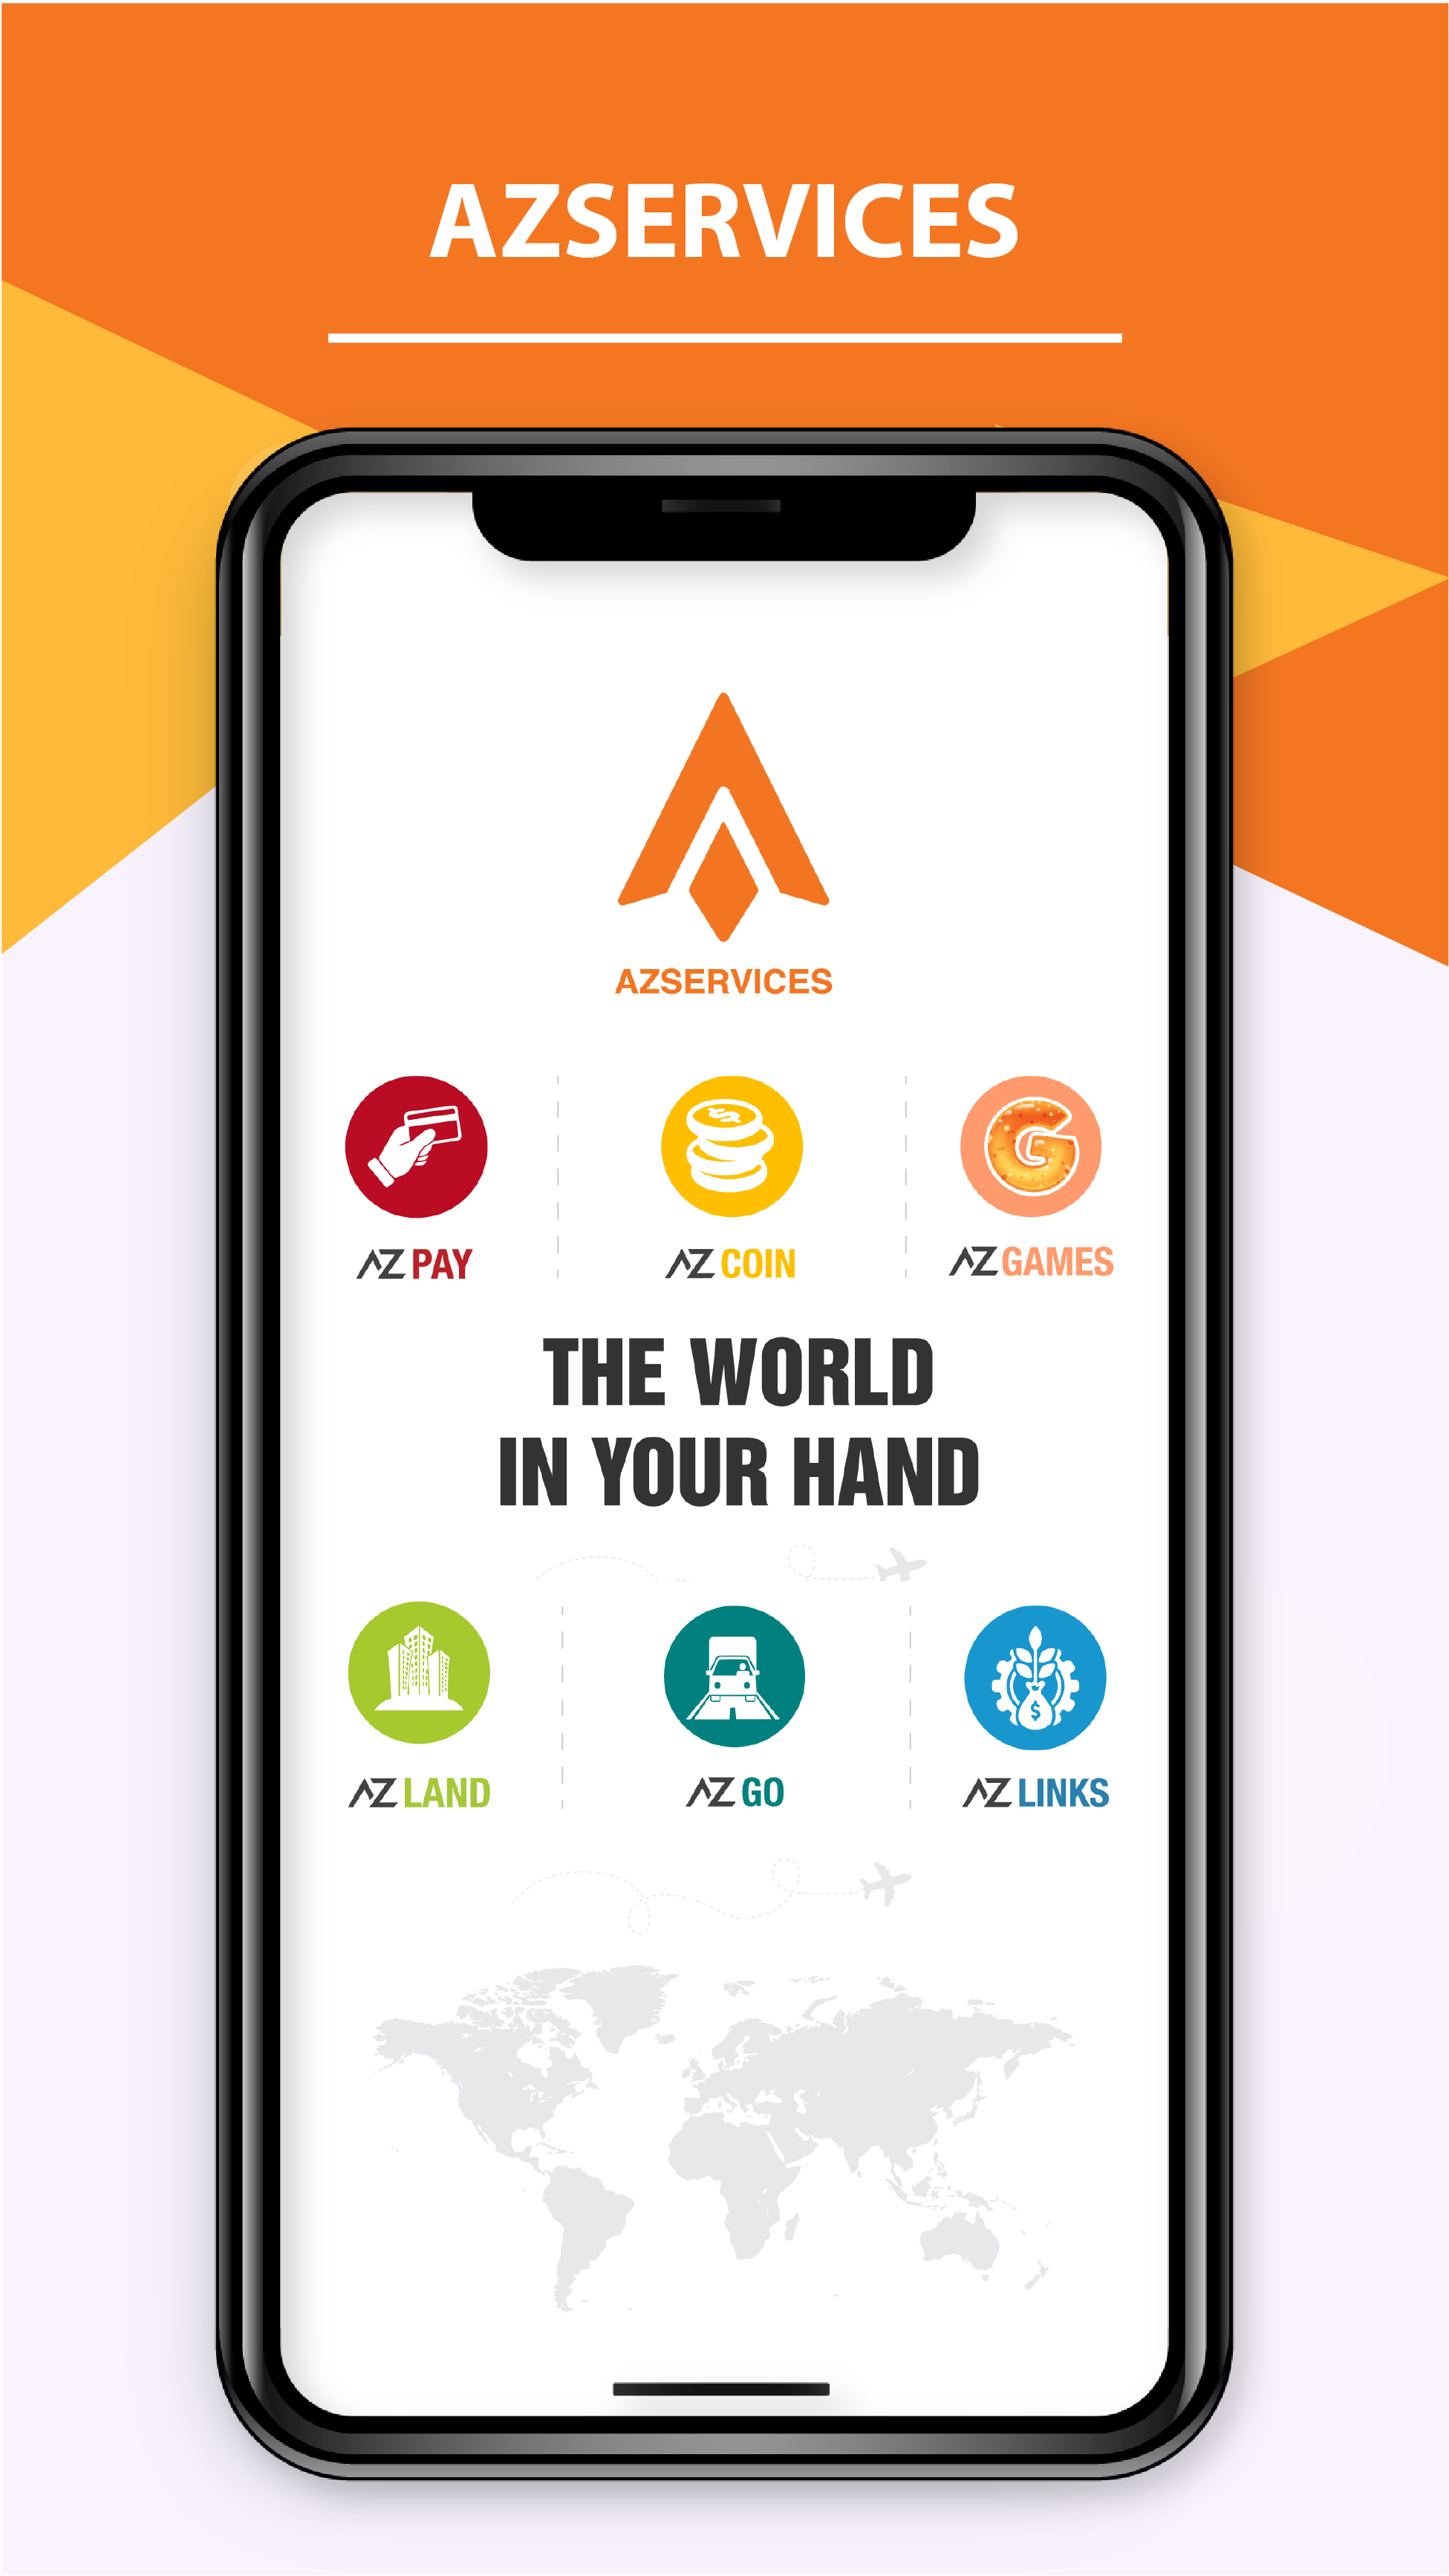 AZSERVICES
AZSERVICES
AZ PAY
AZ COIN
AZ GAMES
THE WORLD
IN YOUR HAND
AZ LAND
AZ GO
AZ LINKS